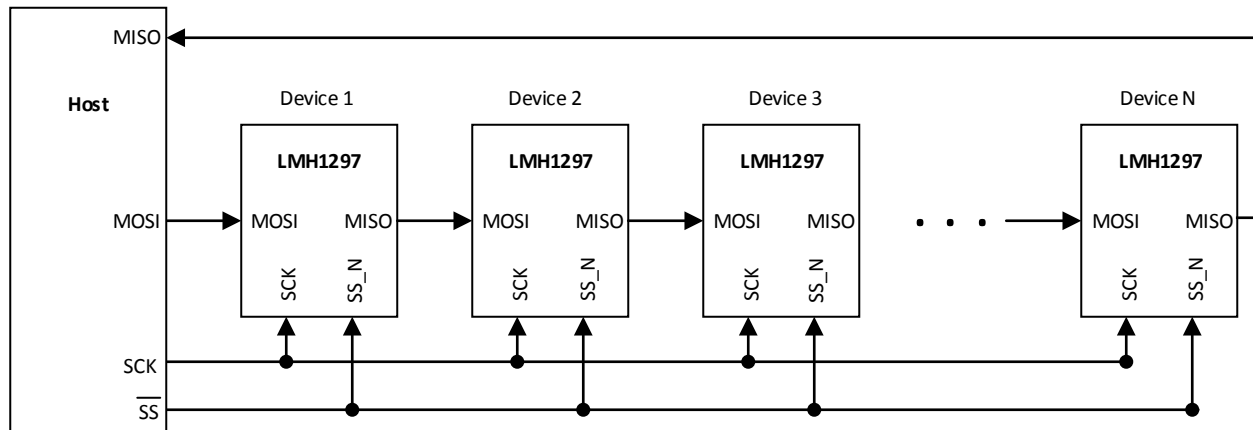 MISO
Host
Device 1 Device 2 Device 3 Device N
LMH1297 LMH1297 LMH1297 LMH1297
MOSI MOSI MISO MOSI MISO MOSI MISO . . . MOSI MISO
SCK SS_N SCK SS_N SCK SS_N SCK SS_N
SCK
SS